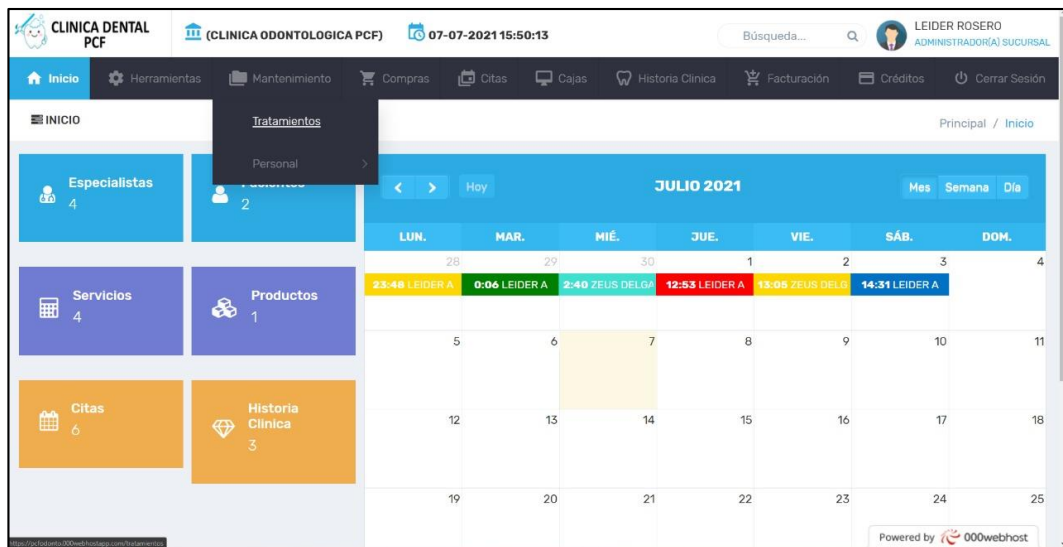 CLINICA DENTAL
PCF
(CLINICA ODONTOLOGICA PCF)
07-07-2021 15:50:13
Búsqueda...
LEIDER ROSERO
ADMINISTRADOR(A) SUCURSAL
Inicio
Herramientas
Mantenimiento
Compras
Citas
Cajas
Historia Clinica
Facturación
Créditos
Cerrar Sesión
INICIO
Tratamientos
Personal
Principal / Inicio
Especialistas
4
2
Servicios
4
Productos
1
Citas
6
Historia
Clinica
3
Hoy
JULIO 2021
Mes Semana Día
LUN. MAR. MIÉ. JUE. VIE. SÁB. DOM.
28 29 30 1 2 3 4
23:48 LEIDER A 0:06 LEIDER A 2:40 ZEUS DELGA 12:53 LEIDER A 13:05 ZEUS DELG 14:31 LEIDER A
5 6 7 8 9 10 11
12 13 14 15 16 17 18
19 20 21 22 23 24 25
Powered by 000webhost
https://pcfodonto.000webhostapp.com/tratamientos